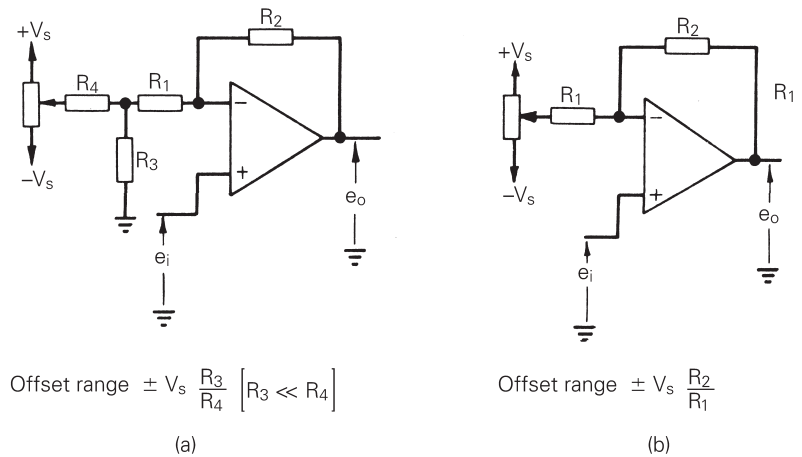 +Vs
R4
R1
R2
R3
−Vs
−
+
ei
eo
Offset range ± Vs R3/R4 [R3 << R4]
(a)
+Vs
R1
R2
R1
−Vs
−
+
ei
eo
Offset range ± Vs R2/R1
(b)